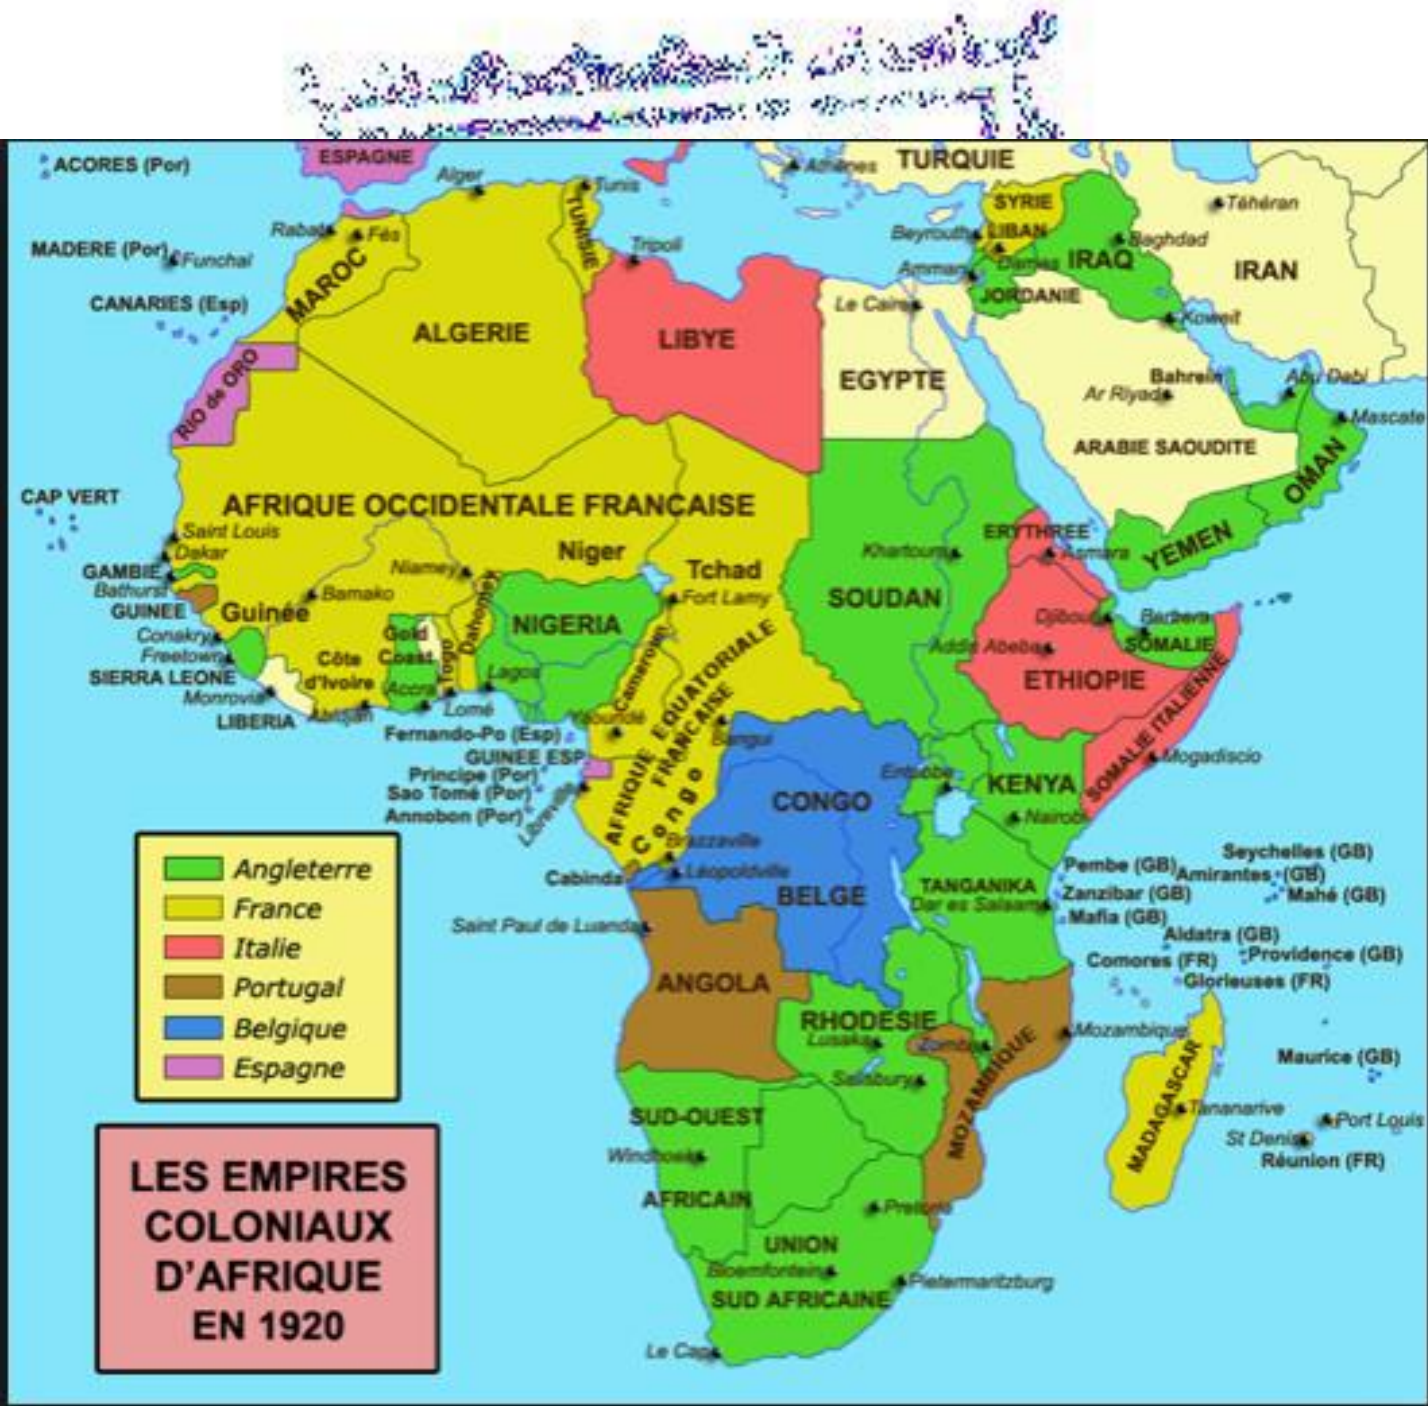 ACORES (Por)
ESPAGNE
Alger
Tunis
Athènes
TURQUIE
SYRIE
Téhéran
MADERE (Por)
Funchal
Rabat
Fés
TUNISIE
Tripoli
Beyrouth
LIBAN
Damas
Baghdad
IRAQ
IRAN
CANARIES (Esp)
MAROC
Amman
JORDANIE
Le Caire
Koweit
ALGERIE
LIBYE
EGYPTE
RIO de ORO
Bahrein
Abu Dabi
Ar Riyad
Mascate
ARABIE SAOUDITE
OMAN
CAP VERT
AFRIQUE OCCIDENTALE FRANCAISE
Saint Louis
Dakar
Niger
Tchad
Khartoum
ERYTHREE
Asmara
YEMEN
GAMBIE
Bathurst
GUINEE
Guinée
Bamako
Niamey
Dahomey
NIGERIA
Fort Lamy
SOUDAN
Djibouti
Berbera
SOMALIE
Conakry
Freetown
SIERRA LEONE
Monrovia
LIBERIA
Côte
d'Ivoire
Abidjan
Gold
Coast
Accra
Togo
Lomé
Lagos
Cameroun
Yaoundé
Addis Abeba
ETHIOPIE
SOMALIE ITALIENNE
Mogadiscio
Fernando-Po (Esp)
GUINEE ESP
Principe (Por)
Sao Tomé (Por)
Annobon (Por)
Libreville
AFRIQUE EQUATORIALE
FRANCAISE
Congo
Bangui
CONGO
BELGE
Entebbe
KENYA
Nairobi
Brazzaville
Léopoldville
Cabinda
TANGANIKA
Dar es Salaam
Pembe (GB)
Zanzibar (GB)
Mafia (GB)
Seychelles (GB)
Amirantes (GB)
Mahé (GB)
Aldatra (GB)
Providence (GB)
Comores (FR)
Glorieuses (FR)
Saint Paul de Luanda
ANGOLA
RHODESIE
Lusaka
Zomba
Salisbury
MOZAMBIQUE
Mozambique
MADAGASCAR
Tananarive
Maurice (GB)
Port Louis
St Denis
Réunion (FR)
SUD-OUEST
AFRICAIN
Windhoek
Pretoria
UNION
SUD AFRICAINE
Bloemfontein
Pietermaritzburg
Le Cap
Angleterre
France
Italie
Portugal
Belgique
Espagne
LES EMPIRES
COLONIAUX
D'AFRIQUE
EN 1920